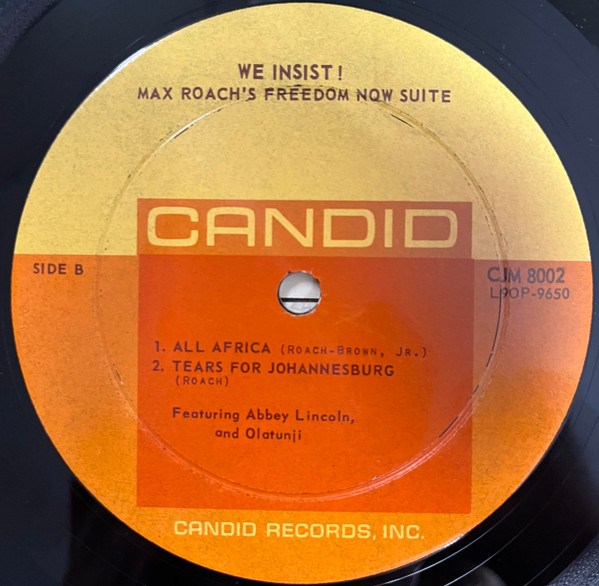 WE INSIST!
MAX ROACH'S FREEDOM NOW SUITE
CANDID
SIDE B
CJM 8002
L9OP-9650
1. ALL AFRICA (ROACH-BROWN, JR.)
2. TEARS FOR JOHANNESBURG
(ROACH)
Featuring Abbey Lincoln,
and Olatunji
CANDID RECORDS, INC.